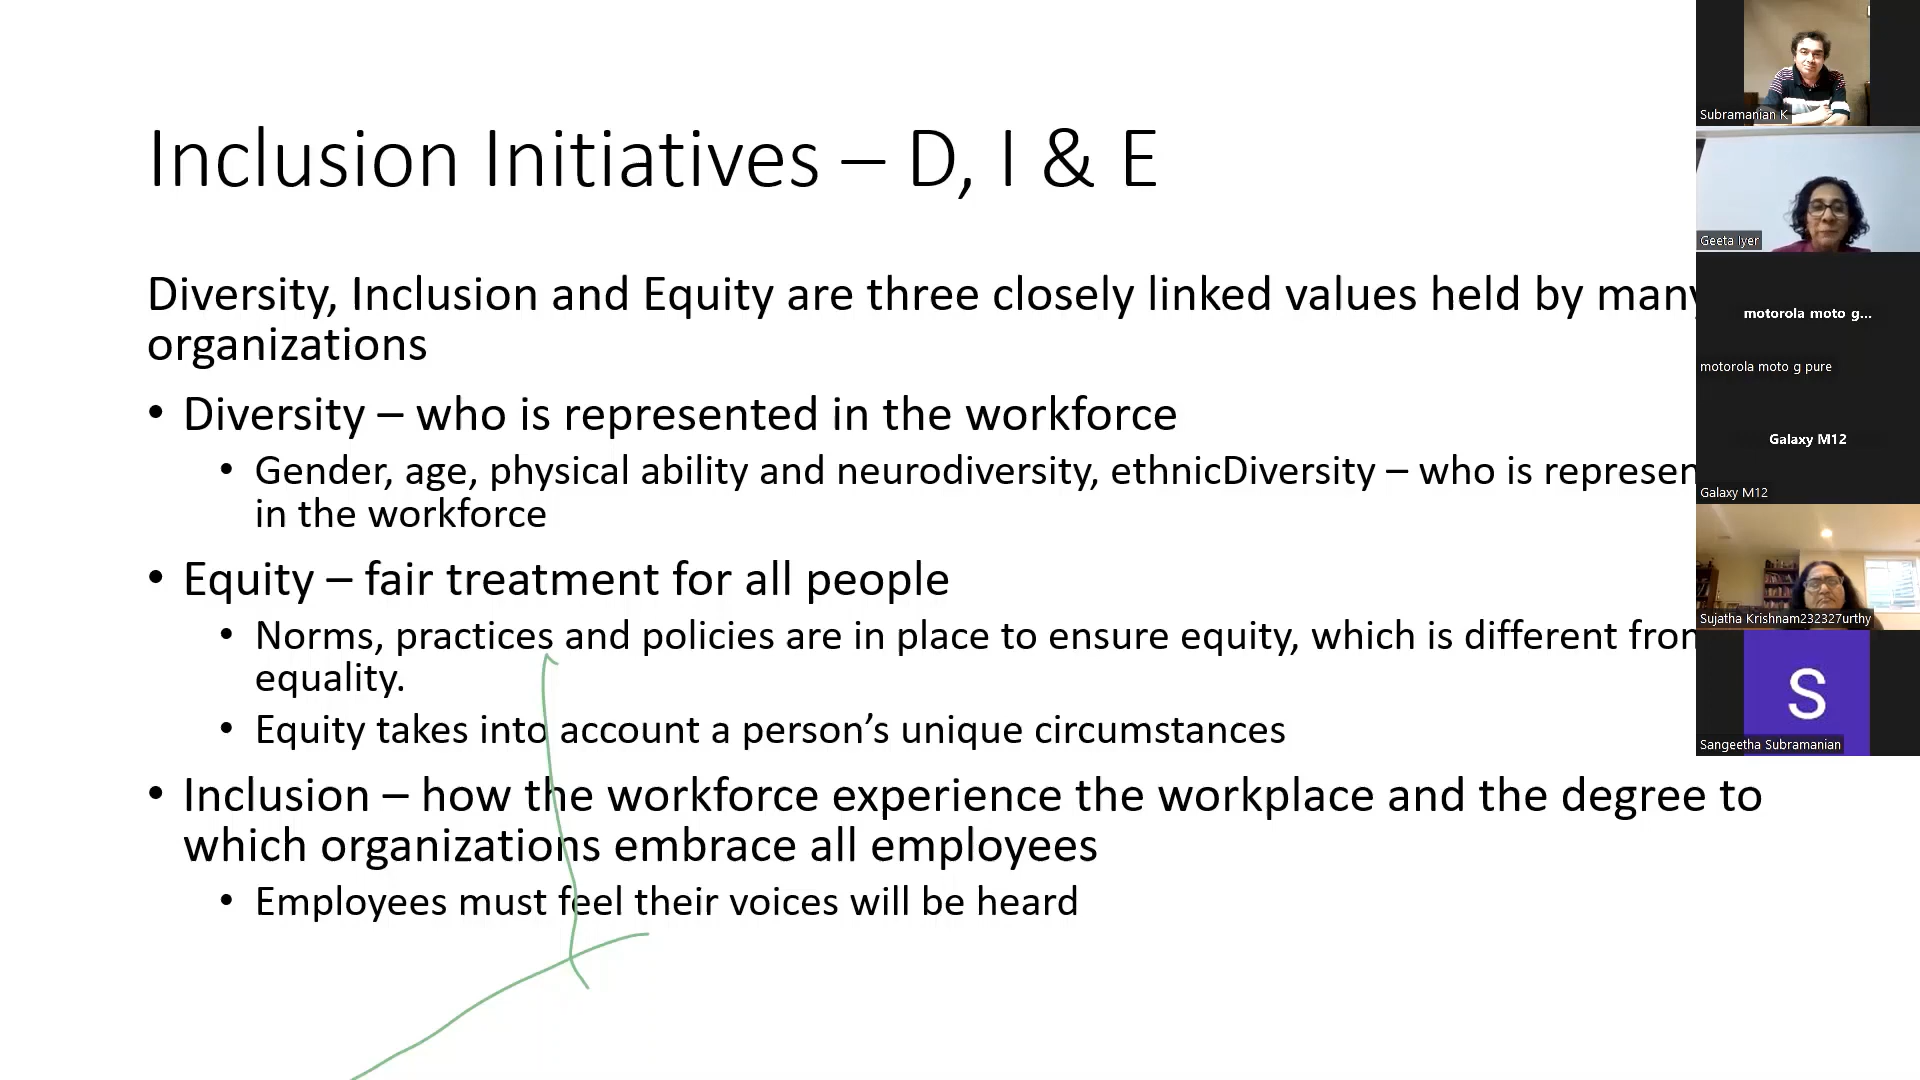 Inclusion Initiatives – D, I & E
Diversity, Inclusion and Equity are three closely linked values held by many
organizations
• Diversity – who is represented in the workforce
• Gender, age, physical ability and neurodiversity, ethnicDiversity – who is represen
in the workforce
• Equity – fair treatment for all people
• Norms, practices and policies are in place to ensure equity, which is different from
equality.
• Equity takes into account a person’s unique circumstances
• Inclusion – how the workforce experience the workplace and the degree to
which organizations embrace all employees
• Employees must feel their voices will be heard
Subramanian K
Geeta Iyer
motorola moto g...
motorola moto g pure
Galaxy M12
Galaxy M12
Sujatha Krishnam232327urthy
S
Sangeetha Subramanian